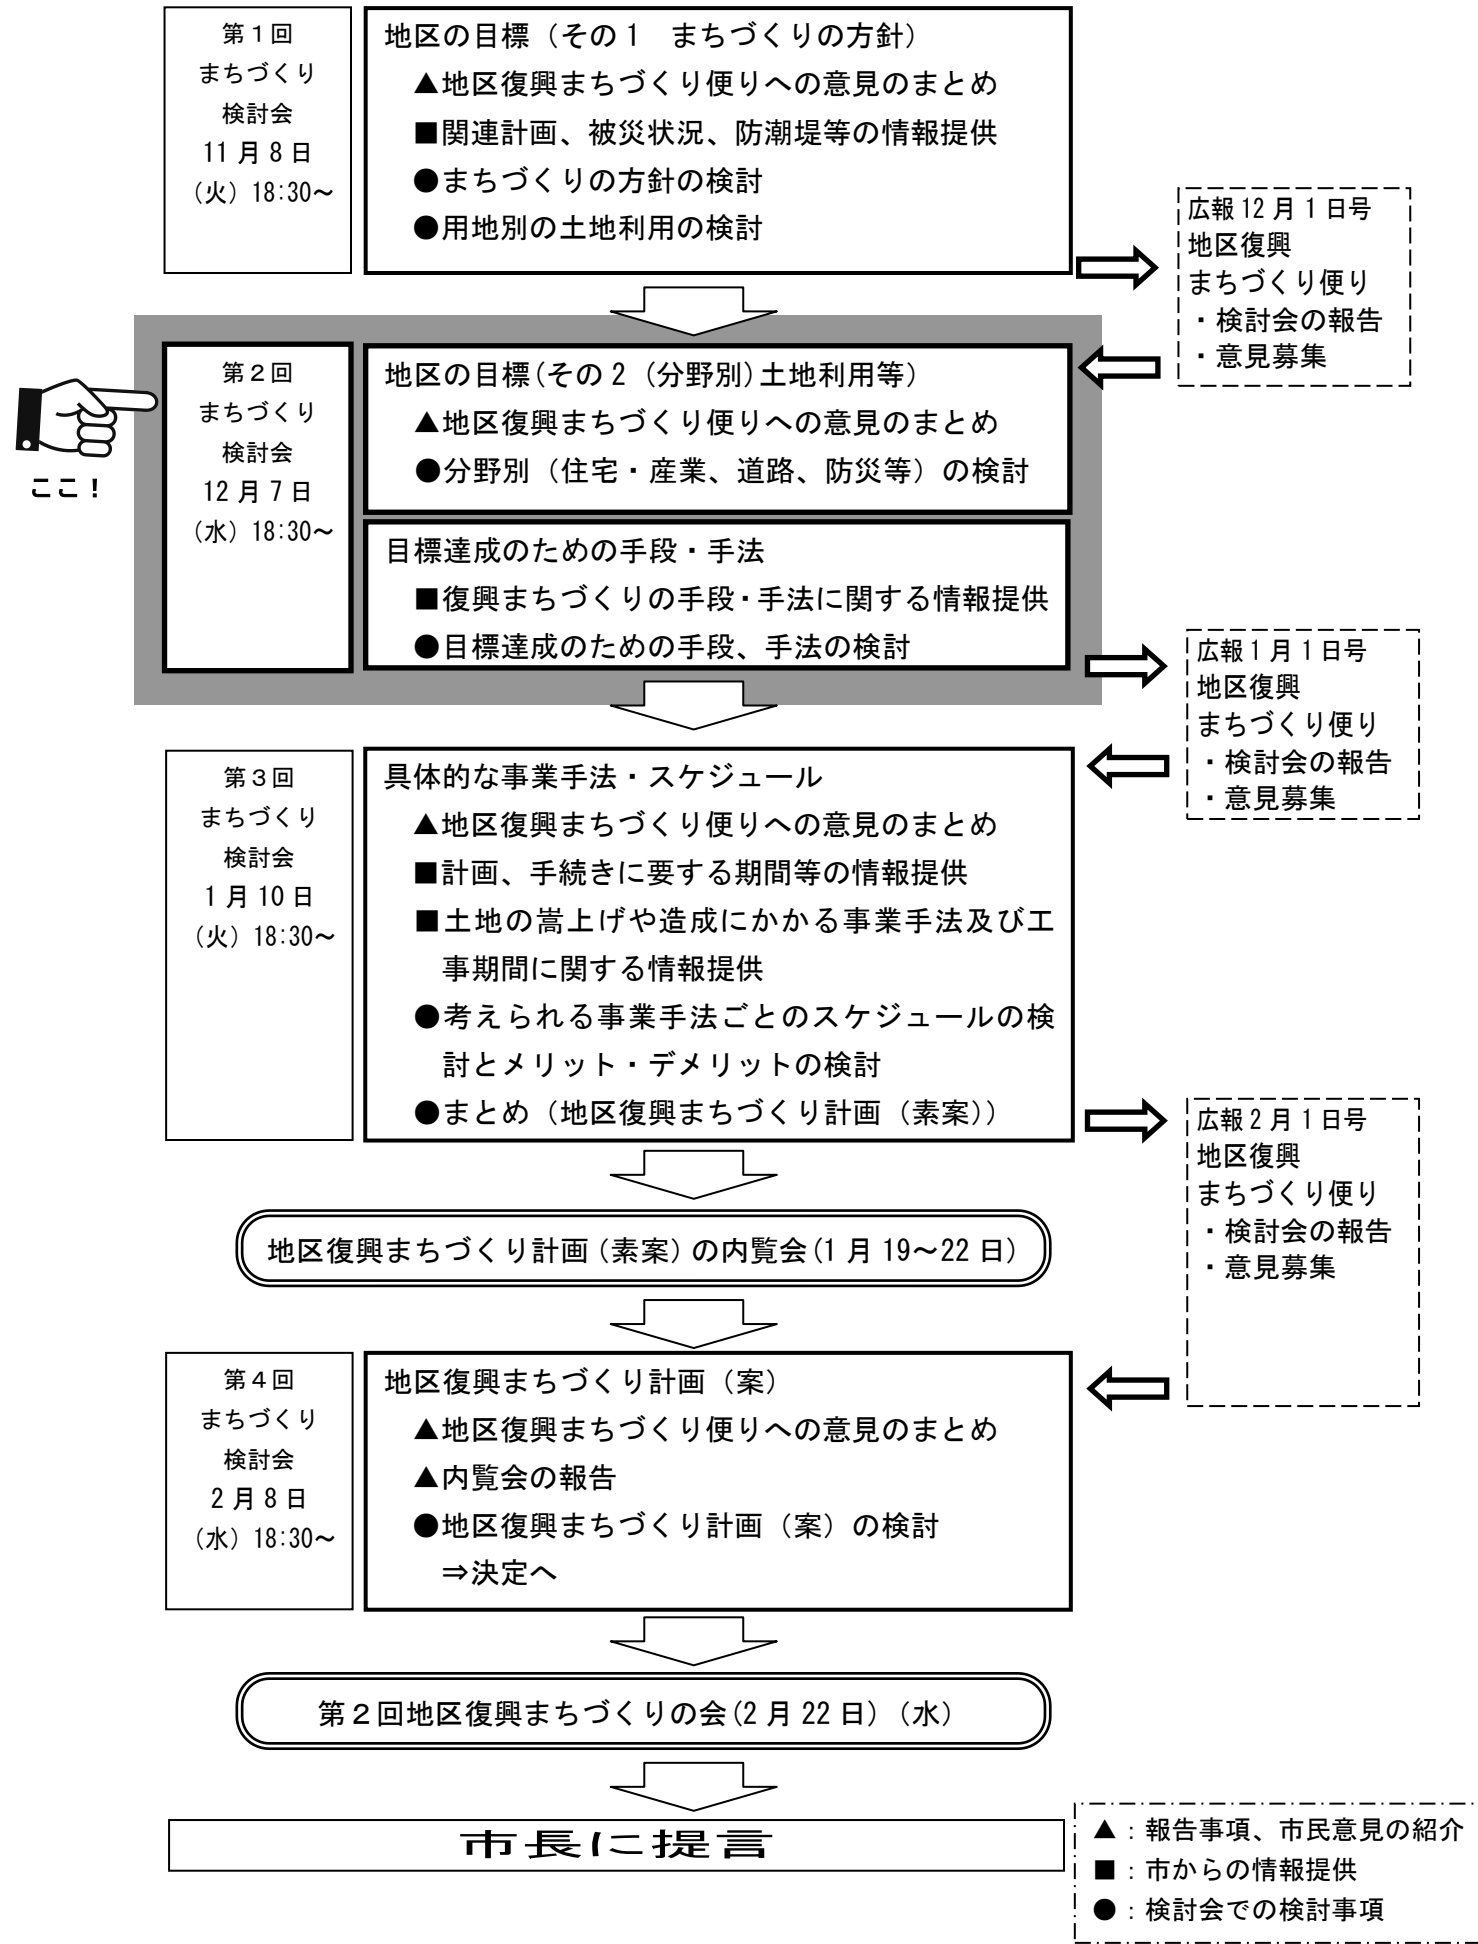 第1回
まちづくり
検討会
11月8日
(火) 18:30～
地区の目標（その1　まちづくりの方針）
▲地区復興まちづくり便りへの意見のまとめ
■関連計画、被災状況、防潮堤等の情報提供
●まちづくりの方針の検討
●用地別の土地利用の検討
広報12月1日号
地区復興
まちづくり便り
・検討会の報告
・意見募集
ここ！
第2回
まちづくり
検討会
12月7日
(水) 18:30～
地区の目標(その2（分野別)土地利用等）
▲地区復興まちづくり便りへの意見のまとめ
●分野別（住宅・産業、道路、防災等）の検討
目標達成のための手段・手法
■復興まちづくりの手段・手法に関する情報提供
●目標達成のための手段、手法の検討
広報1月1日号
地区復興
まちづくり便り
・検討会の報告
・意見募集
第3回
まちづくり
検討会
1月10日
(火) 18:30～
具体的な事業手法・スケジュール
▲地区復興まちづくり便りへの意見のまとめ
■計画、手続きに要する期間等の情報提供
■土地の嵩上げや造成にかかる事業手法及び工
事期間に関する情報提供
●考えられる事業手法ごとのスケジュールの検
討とメリット・デメリットの検討
●まとめ（地区復興まちづくり計画（素案））
広報2月1日号
地区復興
まちづくり便り
・検討会の報告
・意見募集
地区復興まちづくり計画(素案)の内覧会(1月19～22日)
第4回
まちづくり
検討会
2月8日
(水) 18:30～
地区復興まちづくり計画（案）
▲地区復興まちづくり便りへの意見のまとめ
▲内覧会の報告
●地区復興まちづくり計画（案）の検討
⇒決定へ
第2回地区復興まちづくりの会(2月22日)（水）
市長に提言
▲：報告事項、市民意見の紹介
■：市からの情報提供
●：検討会での検討事項